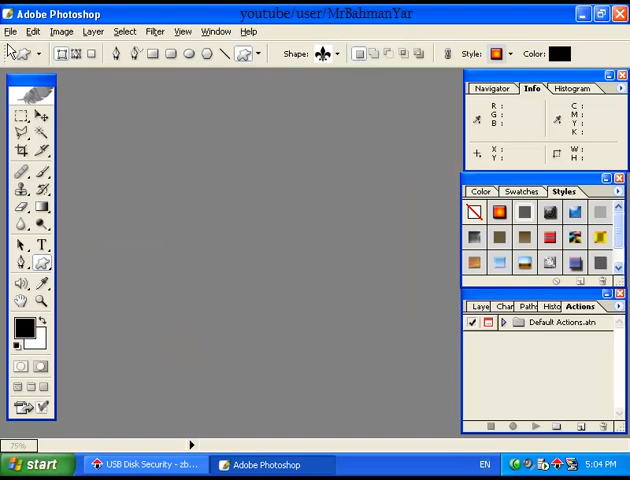 Adobe Photoshop
youtube/user/MrBahmanYar
File Edit Image Layer Select Filter View Window Help
Shape: Style: Color:
Navigator Info Histogram
R : C :
G : M :
B : Y :
K :
X : W :
Y : H :
Color Swatches Styles
Laye Char Paths Histo Actions
Default Actions.atn
75%
start USB Disk Security - zb... Adobe Photoshop EN 5:04 PM